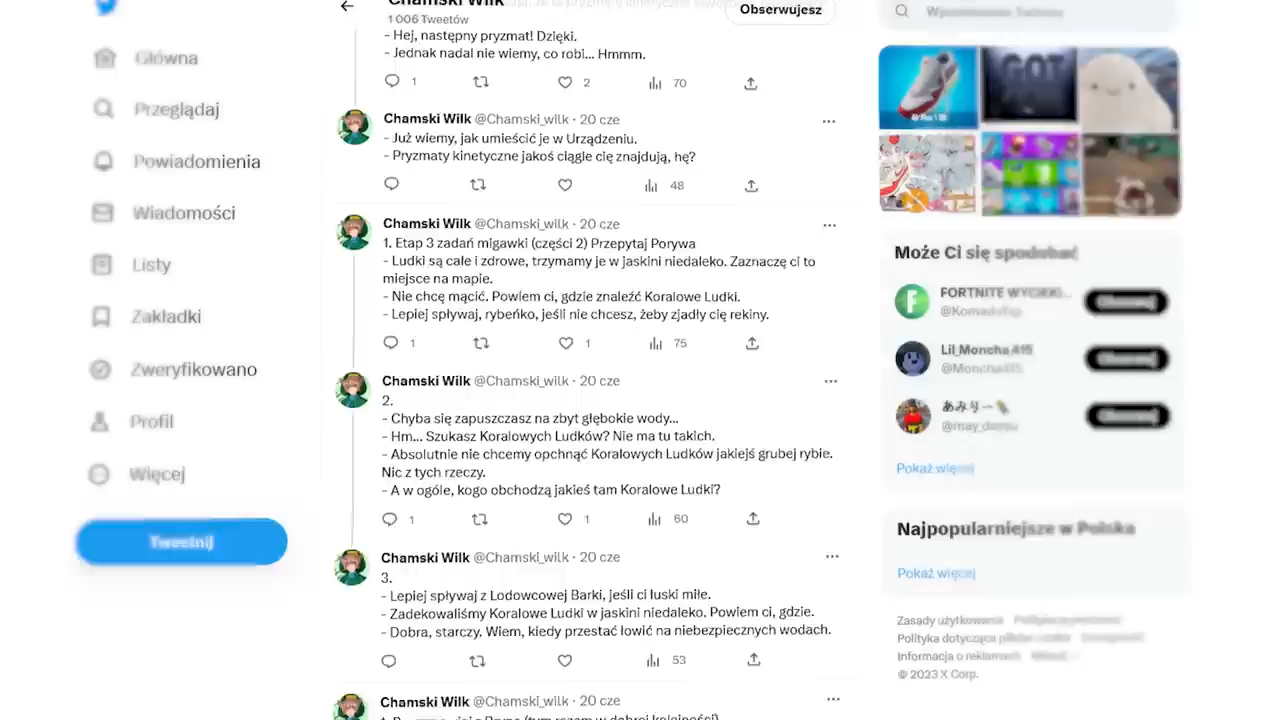 Chamski Wilk
1 006 Tweetów
Obserwujesz
- Hej, następny pryzmat! Dzięki.
- Jednak nadal nie wiemy, co robi... Hmmm.
1 2 70
Chamski Wilk @Chamski_wilk · 20 cze
- Już wiemy, jak umieścić je w Urządzeniu.
- Pryzmaty kinetyczne jakoś ciągle cię znajdują, hę?
48
Chamski Wilk @Chamski_wilk · 20 cze
1. Etap 3 zadań migawki (części 2) Przepytaj Porywa
- Ludki są cale i zdrowe, trzymamy je w jaskini niedaleko. Zaznaczę ci to
miejsce na mapie.
- Nie chcę mącić. Powiem ci, gdzie znaleźć Koralowe Ludki.
- Lepiej spływaj, rybeńko, jeśli nie chcesz, żeby zjadły cię rekiny.
1 1 75
Chamski Wilk @Chamski_wilk · 20 cze
2.
- Chyba się zapuszczasz na zbyt głębokie wody...
- Hm... Szukasz Koralowych Ludków? Nie ma tu takich.
- Absolutnie nie chcemy opchnąć Koralowych Ludków jakiejś grubej rybie.
Nic z tych rzeczy.
- A w ogóle, kogo obchodzą jakieś tam Koralowe Ludki?
1 1 60
Chamski Wilk @Chamski_wilk · 20 cze
3.
- Lepiej spływaj z Lodowcowej Barki, jeśli ci łuski miłe.
- Zadekowaliśmy Koralowe Ludki w jaskini niedaleko. Powiem ci, gdzie.
- Dobra, starczy. Wiem, kiedy przestać łowić na niebezpiecznych wodach.
53
Chamski Wilk @Chamski_wilk · 20 cze
Główna
Przeglądaj
Powiadomienia
Wiadomości
Listy
Zakładki
Zweryfikowano
Profil
Więcej
Tweetnij
GOT
Może Ci się spodobać
FORTNITE
Lil_Moncha 415
@Moncha415
Pokaż więcej
Najpopularniejsze w Polska
Pokaż więcej
Zasady użytkowania
Polityka dotycząca plików cookie
Informacja o reklamach
© 2023 X Corp.